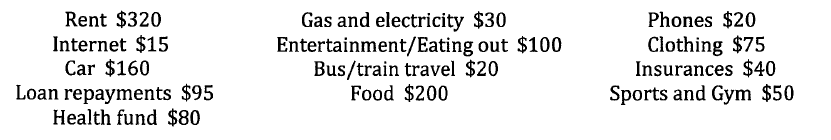 Rent $320
Internet $15
Car $160
Loan repayments $95
Health fund $80
Gas and electricity $30
Entertainment/Eating out $100
Bus/train travel $20
Food $200
Phones $20
Clothing $75
Insurances $40
Sports and Gym $50